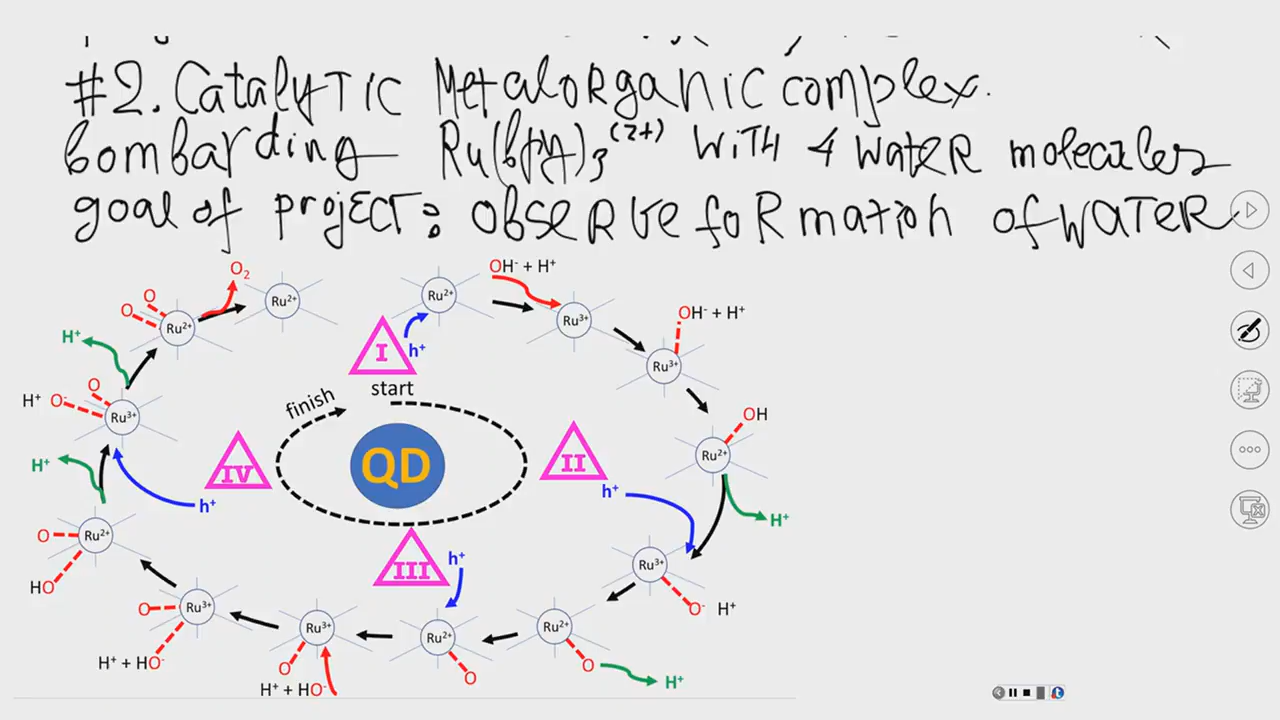 #2. Catalytic Metalorganic complex.
bombarding Ru(bpy)3(2+) with 4 water molecules
goal of project: observe formation of water
O2
Ru2+
Ru2+
OH- + H+
O
O
Ru2+
Ru3+
OH- + H+
H+
I
h+
Ru3+
start
finish
H+
O-
O
Ru3+
OH
Ru2+
QD
IV
II
H+
h+
h+
H+
O
Ru2+
HO
III
h+
Ru3+
O-
H+
O
Ru3+
Ru3+
Ru2+
Ru2+
H+ + HO-
O
H+ + HO-
O
O
H+